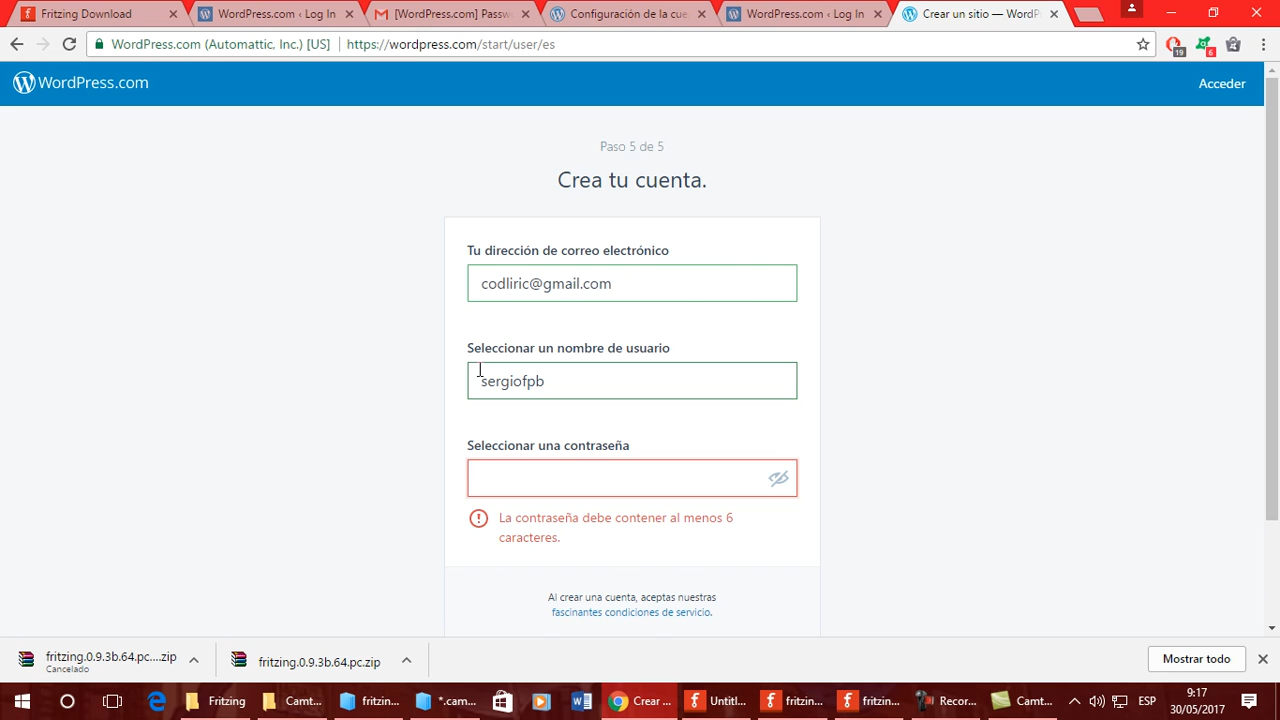 Fritzing Download
WordPress.com ‹ Log In
[WordPress.com] Passw
Configuración de la cue
WordPress.com ‹ Log In
Crear un sitio — WordP
WordPress.com (Automattic, Inc.) [US]
https://wordpress.com/start/user/es
19
6
WordPress.com
Acceder
Paso 5 de 5
Crea tu cuenta.
Tu dirección de correo electrónico
codliric@gmail.com
Seleccionar un nombre de usuario
sergiofpb
Seleccionar una contraseña
La contraseña debe contener al menos 6
caracteres.
Al crear una cuenta, aceptas nuestras
fascinantes condiciones de servicio.
fritzing.0.9.3b.64.pc....zip
Cancelado
fritzing.0.9.3b.64.pc.zip
Mostrar todo
Fritzing
Camt...
fritzin...
*.cam...
Crear ...
Untitl...
fritzin...
fritzin...
Recor...
Camt...
ESP
9:17
30/05/2017